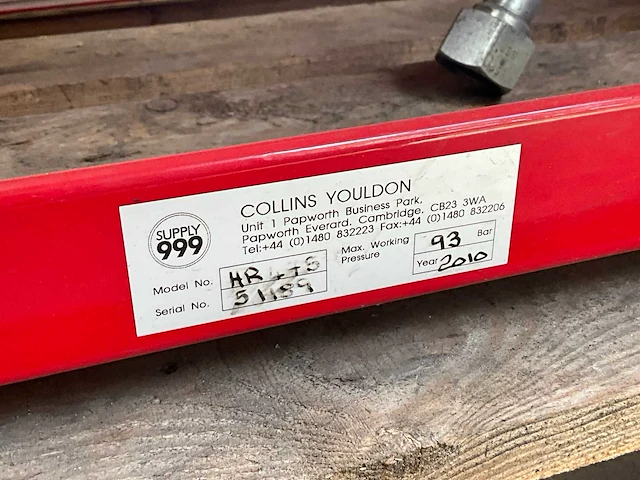 SUPPLY
999
COLLINS YOULDON
Unit 1 Papworth Business Park,
Papworth Everard, Cambridge, CB23 3WA
Tel:+44 (0)1480 832223 Fax:+44 (0)1480 832206
Model No.
Serial No. 51189
Max. Working
Pressure
93 Bar
Year 2010